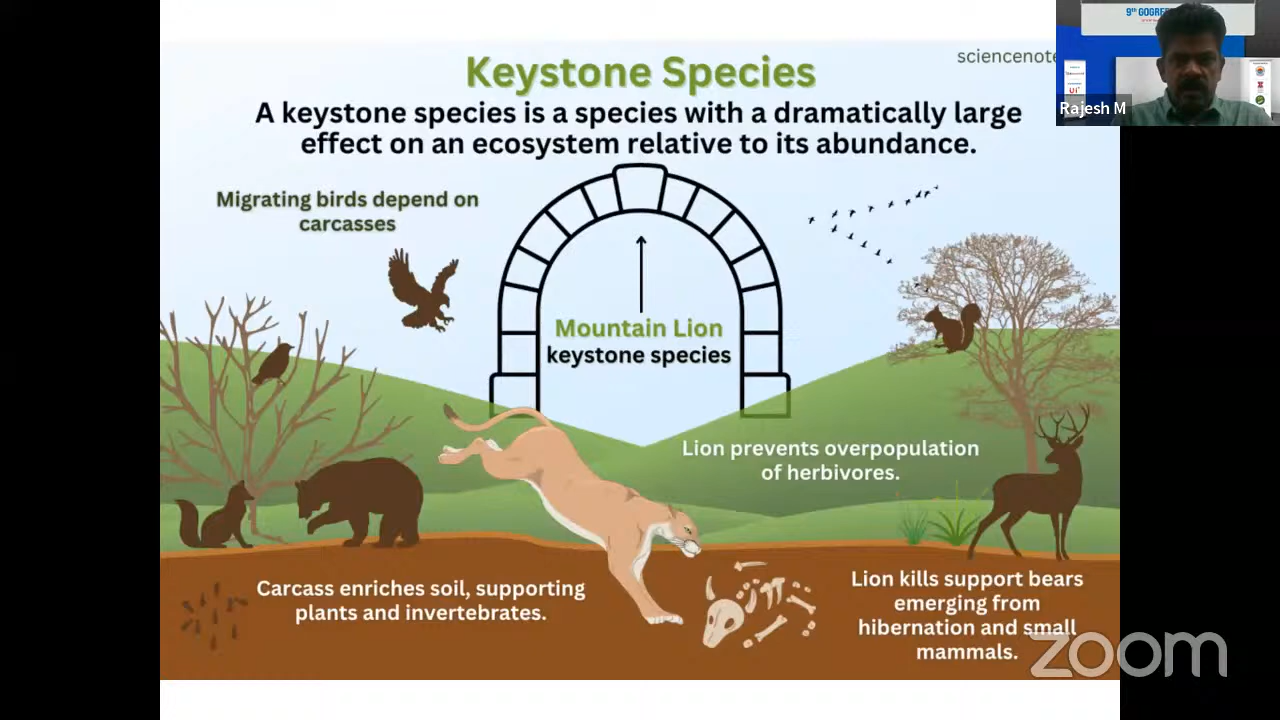 Keystone Species
sciencenote
A keystone species is a species with a dramatically large
effect on an ecosystem relative to its abundance.
Migrating birds depend on
carcasses
Mountain Lion
keystone species
Lion prevents overpopulation
of herbivores.
Carcass enriches soil, supporting
plants and invertebrates.
Lion kills support bears
emerging from
hibernation and small
mammals.
9th GOGRE
Rajesh M
zoom